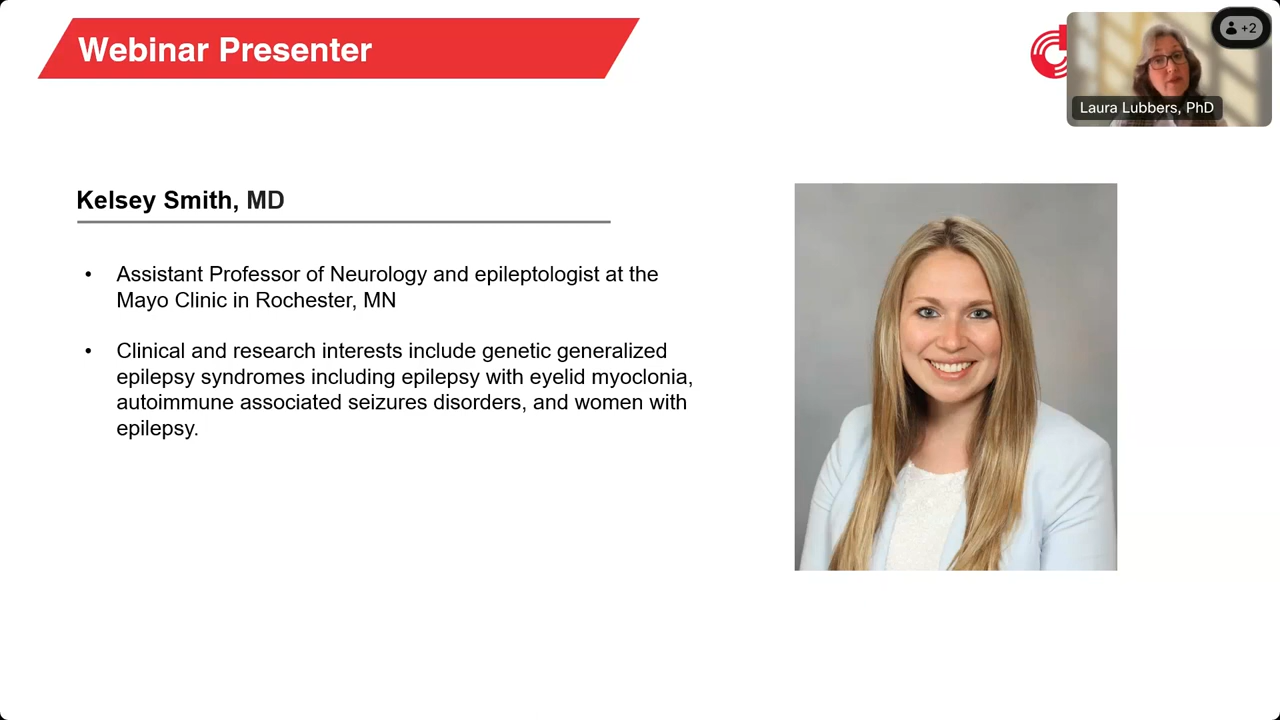 Webinar Presenter
+2
Laura Lubbers, PhD
Kelsey Smith, MD
• Assistant Professor of Neurology and epileptologist at the
Mayo Clinic in Rochester, MN
• Clinical and research interests include genetic generalized
epilepsy syndromes including epilepsy with eyelid myoclonia,
autoimmune associated seizures disorders, and women with
epilepsy.